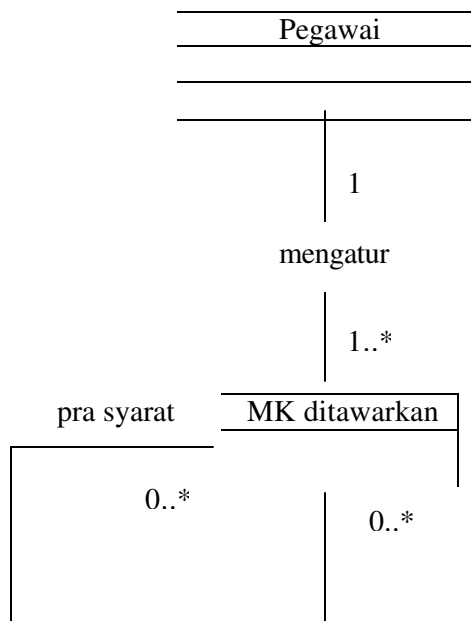 Pegawai
1
mengatur
1..*
pra syarat
MK ditawarkan
0..*
0..*